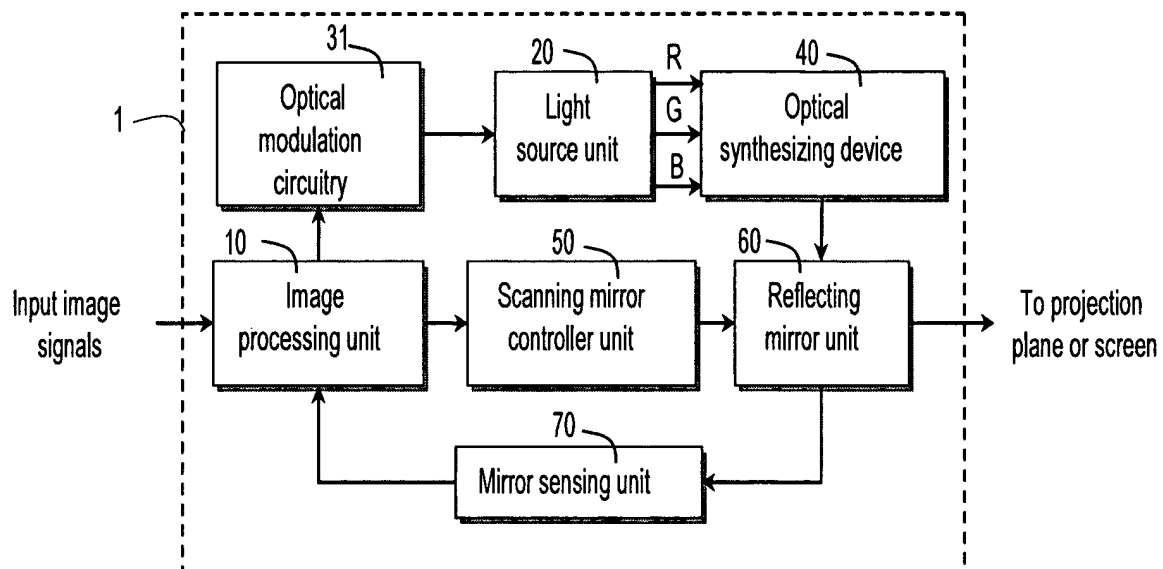 31
Optical
modulation
circuitry
20
Light
source unit
R
G
B
40
Optical
synthesizing device
1
10
Image
processing unit
50
Scanning mirror
controller unit
60
Reflecting
mirror unit
Input image
signals
To projection
plane or screen
70
Mirror sensing unit